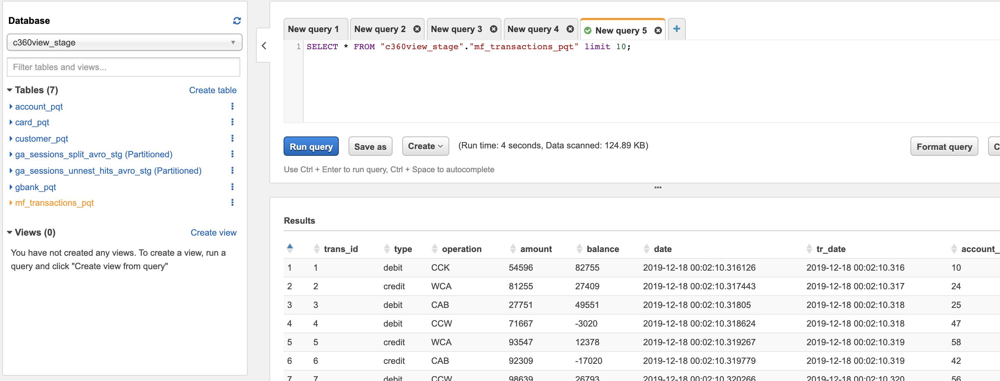 Database
c360view_stage
Filter tables and views...
Tables (7) Create table
account_pqt
card_pqt
customer_pqt
ga_sessions_split_avro_stg (Partitioned)
ga_sessions_unnest_hits_avro_stg (Partitioned)
gbank_pqt
mf_transactions_pqt
Views (0) Create view
You have not created any views. To create a view, run a
query and click "Create view from query"
New query 1 New query 2 New query 3 New query 4 New query 5 +
1 SELECT * FROM "c360view_stage"."mf_transactions_pqt" limit 10;
Run query Save as Create (Run time: 4 seconds, Data scanned: 124.89 KB) Format query
Use Ctrl + Enter to run query, Ctrl + Space to autocomplete
Results
trans_id type operation amount balance date tr_date account_
1 1 debit CCK 54596 82755 2019-12-18 00:02:10.316126 2019-12-18 00:02:10.316 10
2 2 credit WCA 81255 27409 2019-12-18 00:02:10.317443 2019-12-18 00:02:10.317 24
3 3 debit CAB 27751 49551 2019-12-18 00:02:10.31805 2019-12-18 00:02:10.318 25
4 4 debit CCW 71667 -3020 2019-12-18 00:02:10.318624 2019-12-18 00:02:10.318 47
5 5 credit WCA 93547 12378 2019-12-18 00:02:10.319267 2019-12-18 00:02:10.319 58
6 6 credit CAB 92309 -17020 2019-12-18 00:02:10.319779 2019-12-18 00:02:10.319 42
7 7 debit CCW 98639 26793 2019-12-18 00:02:10.320266 2019-12-18 00:02:10.320 56